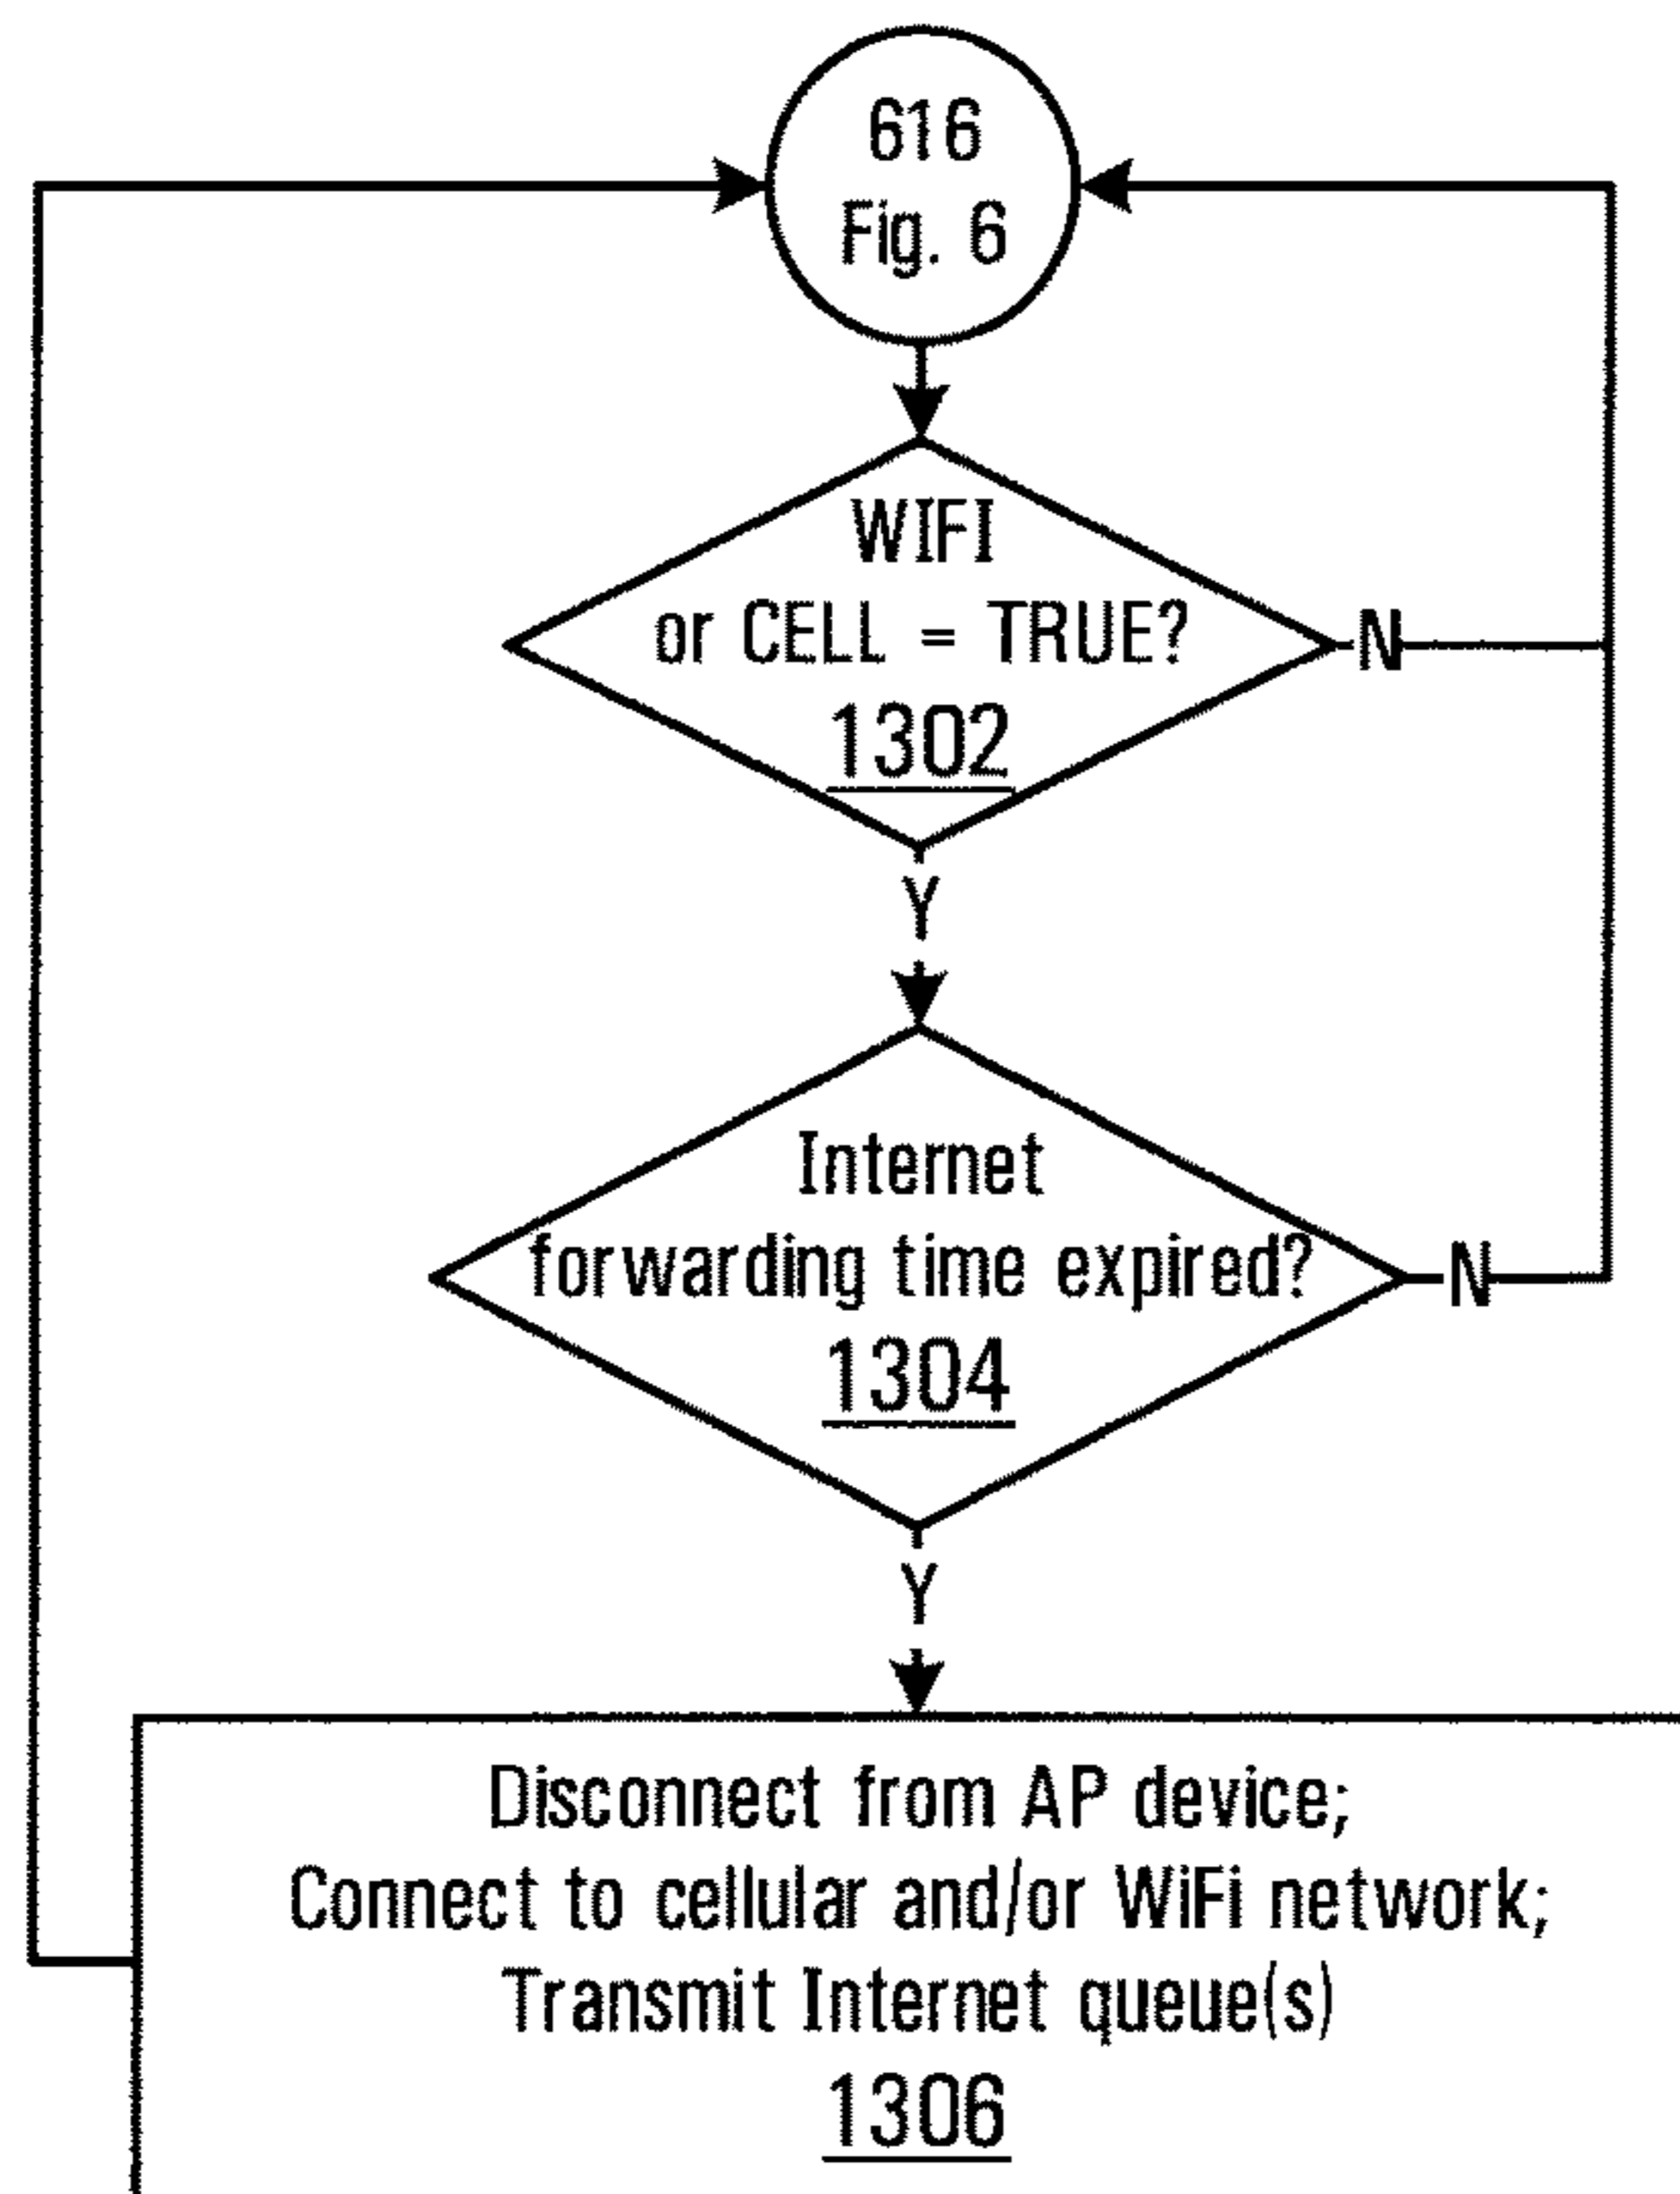 616
Fig. 6
WIFI
or CELL = TRUE?
1302
N
Y
Internet
forwarding time expired?
1304
N
Y
Disconnect from AP device;
Connect to cellular and/or WiFi network;
Transmit Internet queue(s)
1306